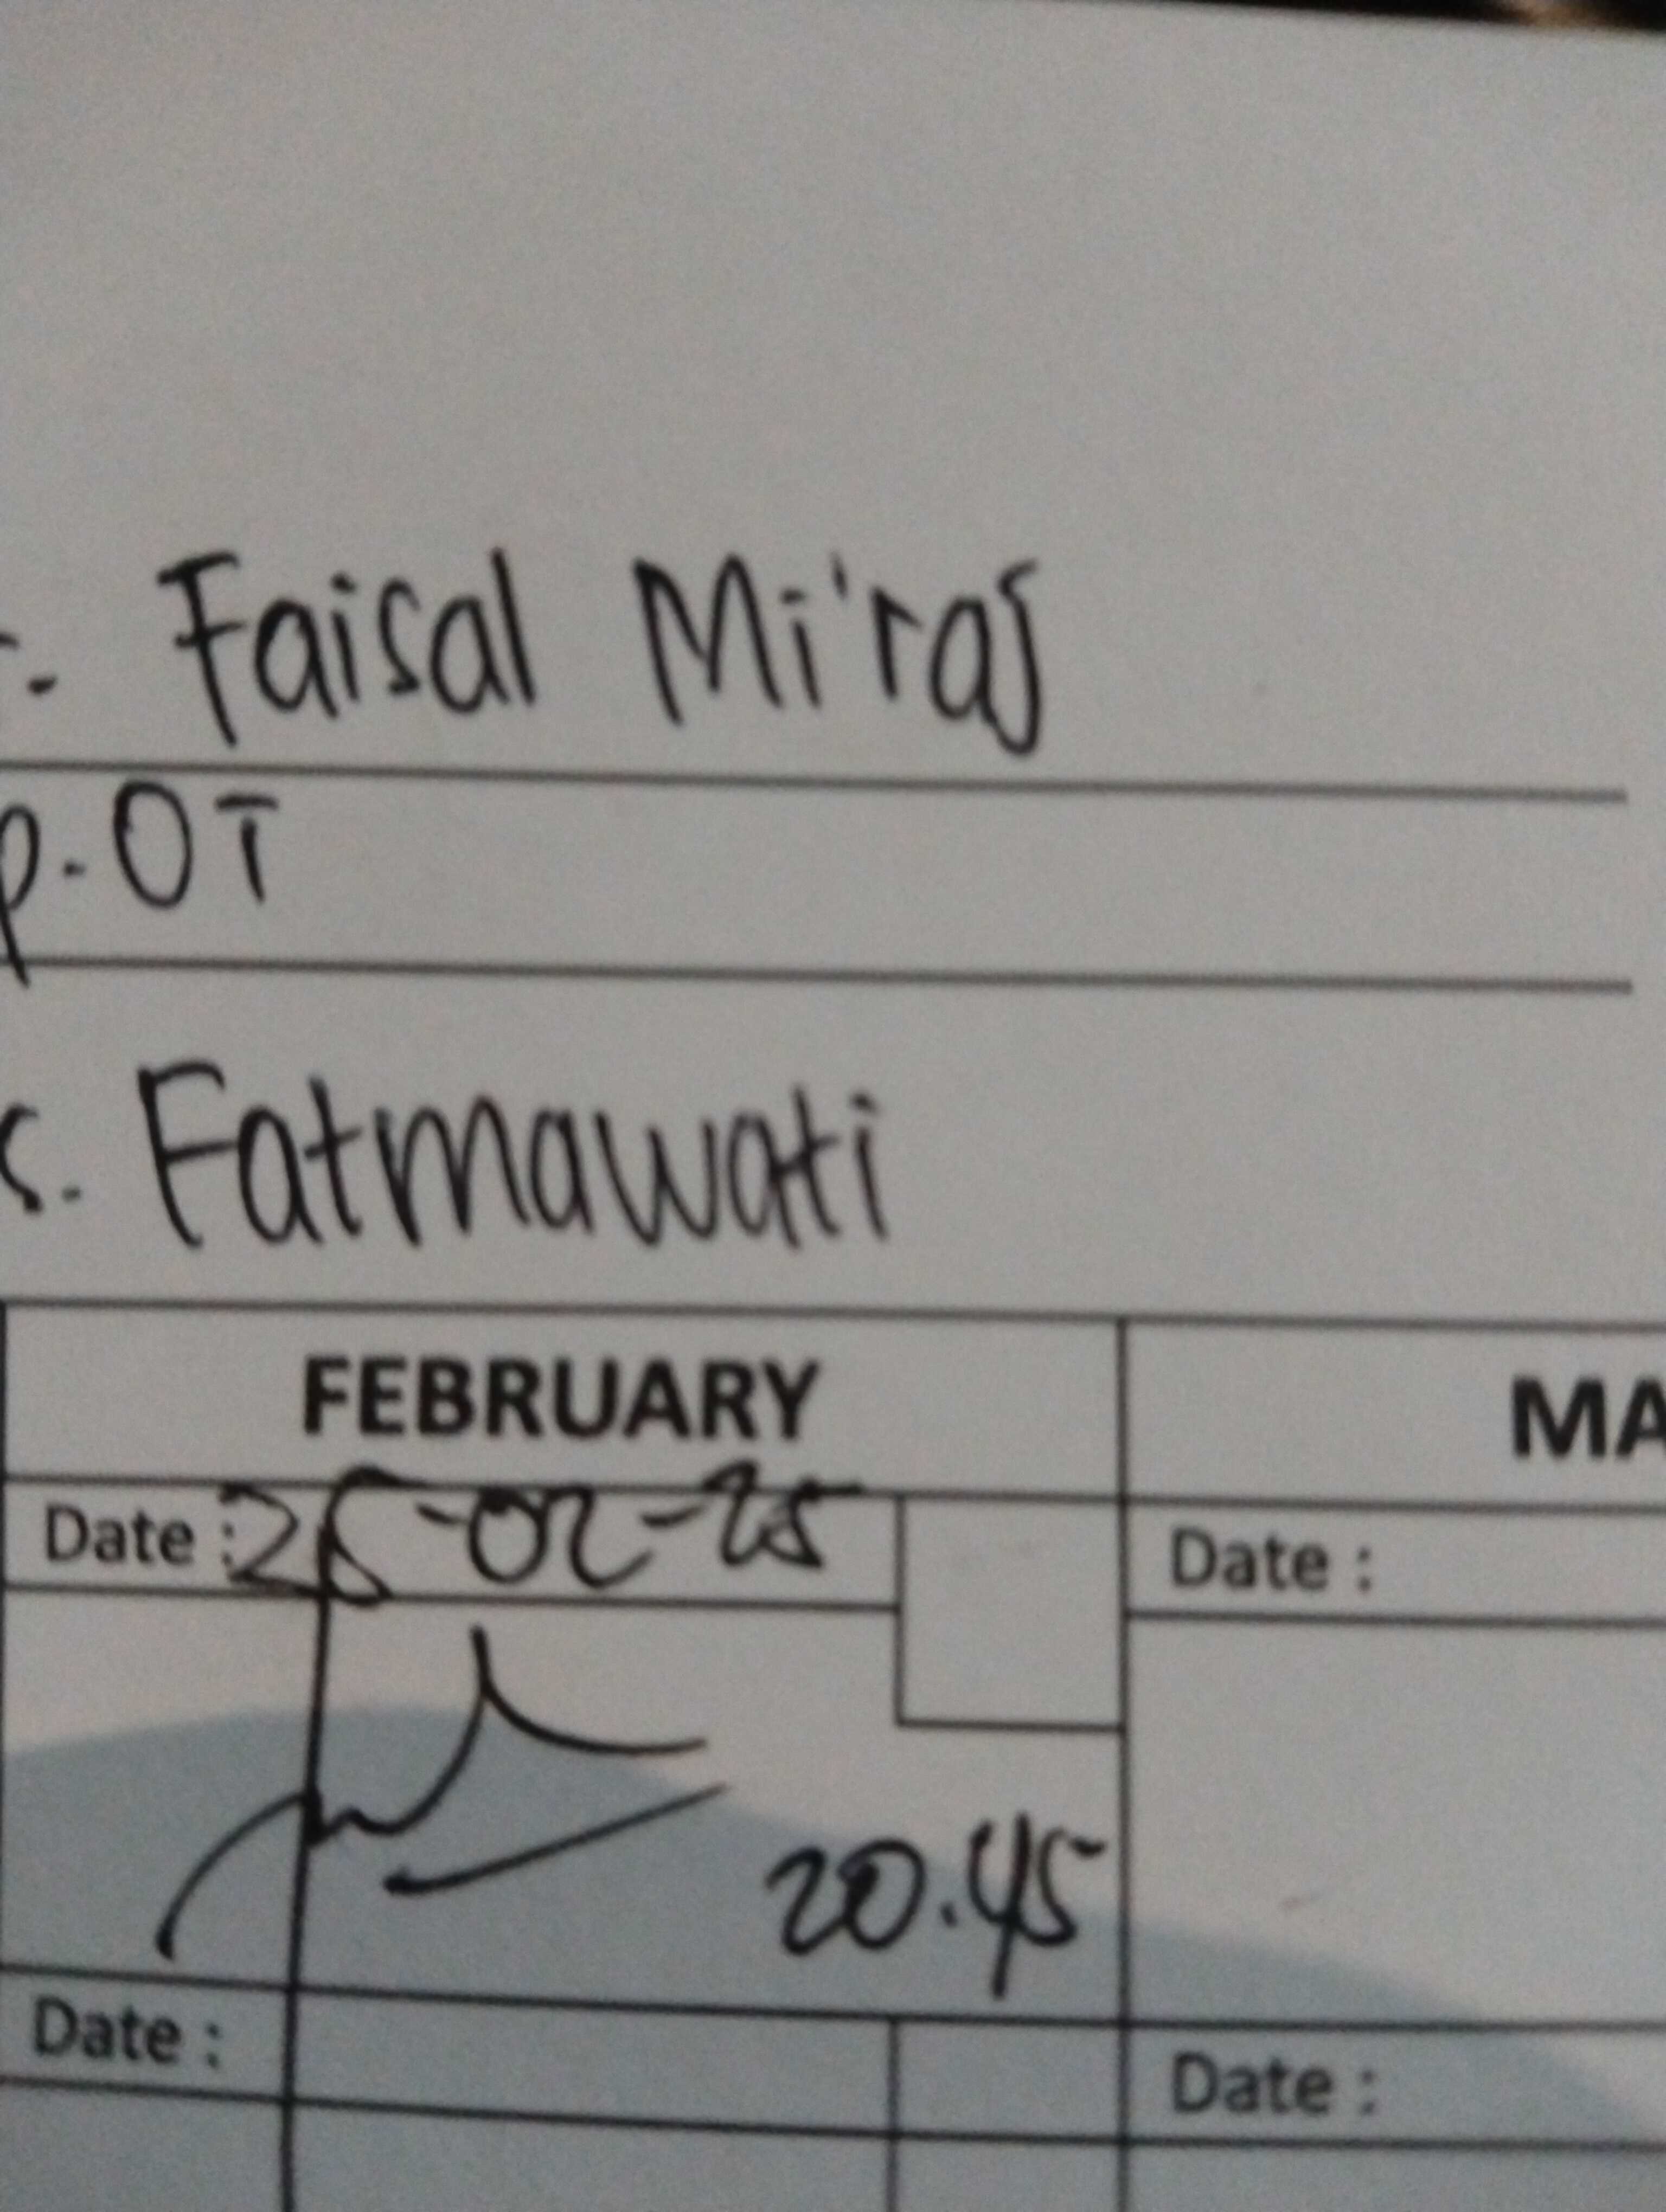 r. Faisal Mi'raj
p. OT
s. Fatmawati
FEBRUARY
MA
Date : 25-02-25
Date :
20.45
Date :
Date :